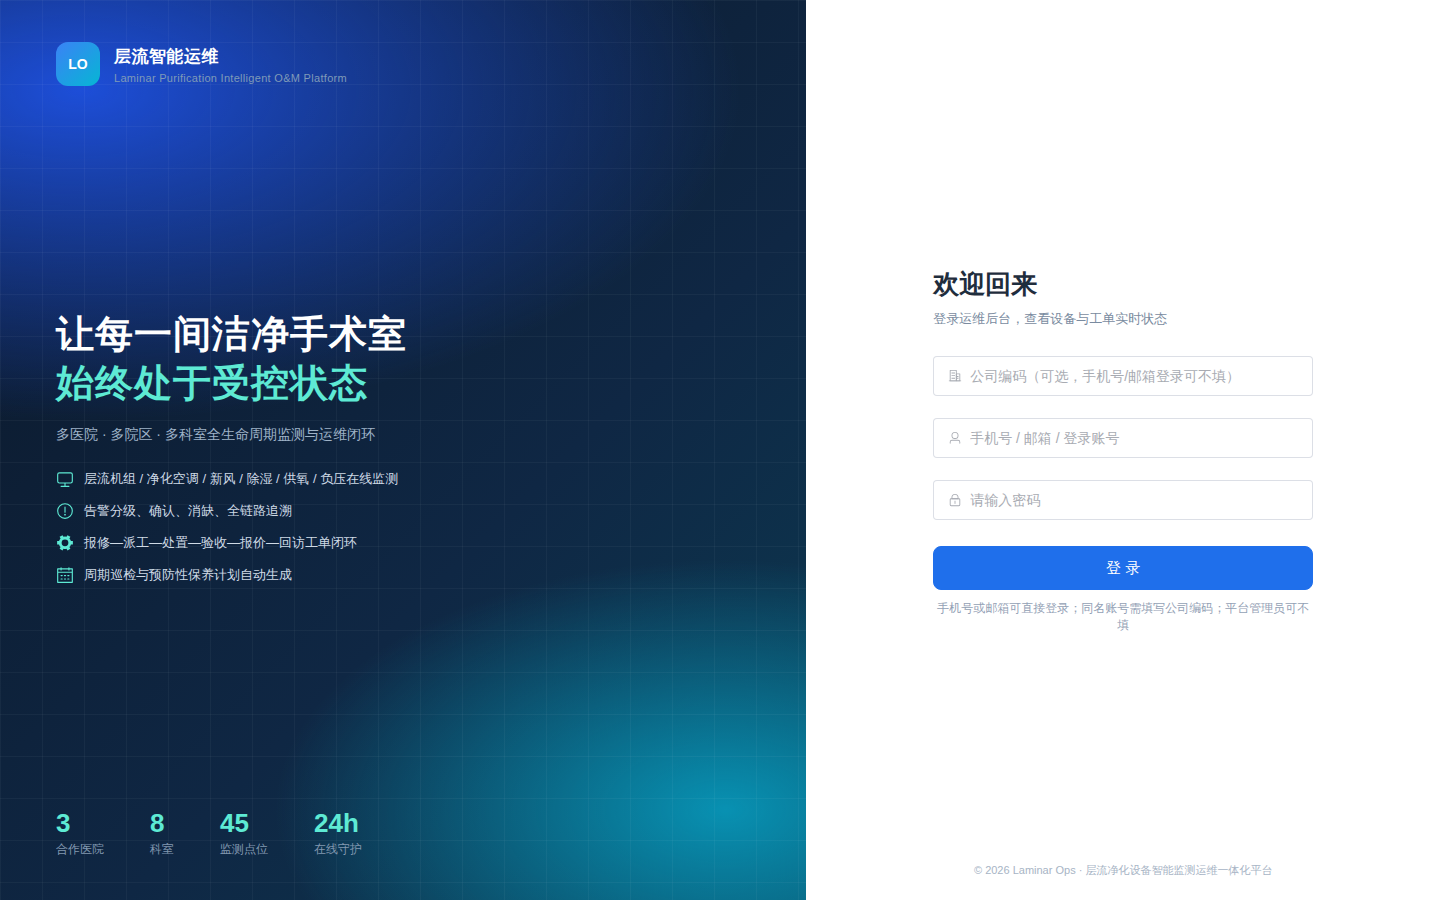 LO
层流智能运维
Laminar Purification Intelligent O&M Platform
让每一间洁净手术室
始终处于受控状态
多医院 · 多院区 · 多科室全生命周期监测与运维闭环
层流机组 / 净化空调 / 新风 / 除湿 / 供氧 / 负压在线监测
告警分级、确认、消缺、全链路追溯
报修—派工—处置—验收—报价—回访工单闭环
周期巡检与预防性保养计划自动生成
3
合作医院
8
科室
45
监测点位
24h
在线守护
欢迎回来
登录运维后台，查看设备与工单实时状态
公司编码（可选，手机号/邮箱登录可不填）
手机号 / 邮箱 / 登录账号
请输入密码
登 录
手机号或邮箱可直接登录；同名账号需填写公司编码；平台管理员可不
填
© 2026 Laminar Ops · 层流净化设备智能监测运维一体化平台